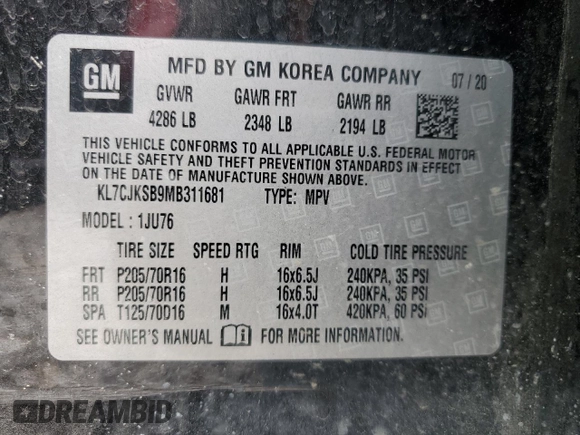 GM MFD BY GM KOREA COMPANY 07 / 20
GVWR GAWR FRT GAWR RR
4286 LB 2348 LB 2194 LB
THIS VEHICLE CONFORMS TO ALL APPLICABLE U.S. FEDERAL MOTOR
VEHICLE SAFETY AND THEFT PREVENTION STANDARDS IN EFFECT
ON THE DATE OF MANUFACTURE SHOWN ABOVE.
KL7CJKSB9MB311681 TYPE: MPV
MODEL : 1JU76
TIRE SIZE SPEED RTG RIM COLD TIRE PRESSURE
FRT P205/70R16 H 16x6.5J 240KPA, 35 PSI
RR P205/70R16 H 16x6.5J 240KPA, 35 PSI
SPA T125/70D16 M 16x4.0T 420KPA, 60 PSI
SEE OWNER'S MANUAL FOR MORE INFORMATION.
DREAMBID